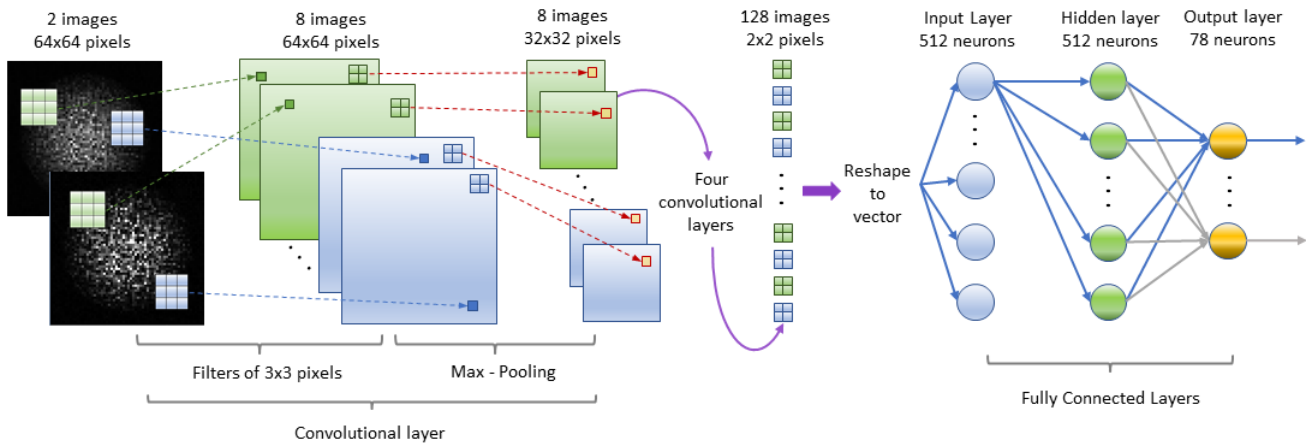 2 images
64x64 pixels
8 images
64x64 pixels
8 images
32x32 pixels
128 images
2x2 pixels
Input Layer
512 neurons
Hidden layer
512 neurons
Output layer
78 neurons
Four
convolutional
layers
Reshape
to
vector
Filters of 3x3 pixels
Max - Pooling
Convolutional layer
Fully Connected Layers